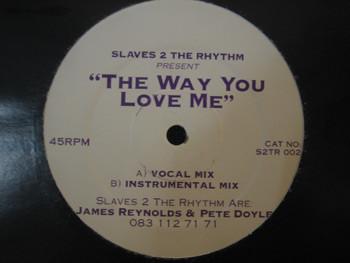 SLAVES 2 THE RHYTHM
PRESENT
“THE WAY YOU
LOVE ME”
45RPM
CAT NO:
S2TR 002
A) VOCAL MIX
B) INSTRUMENTAL MIX
SLAVES 2 THE RHYTHM ARE:
JAMES REYNOLDS & PETE DOYLE
083 112 71 71